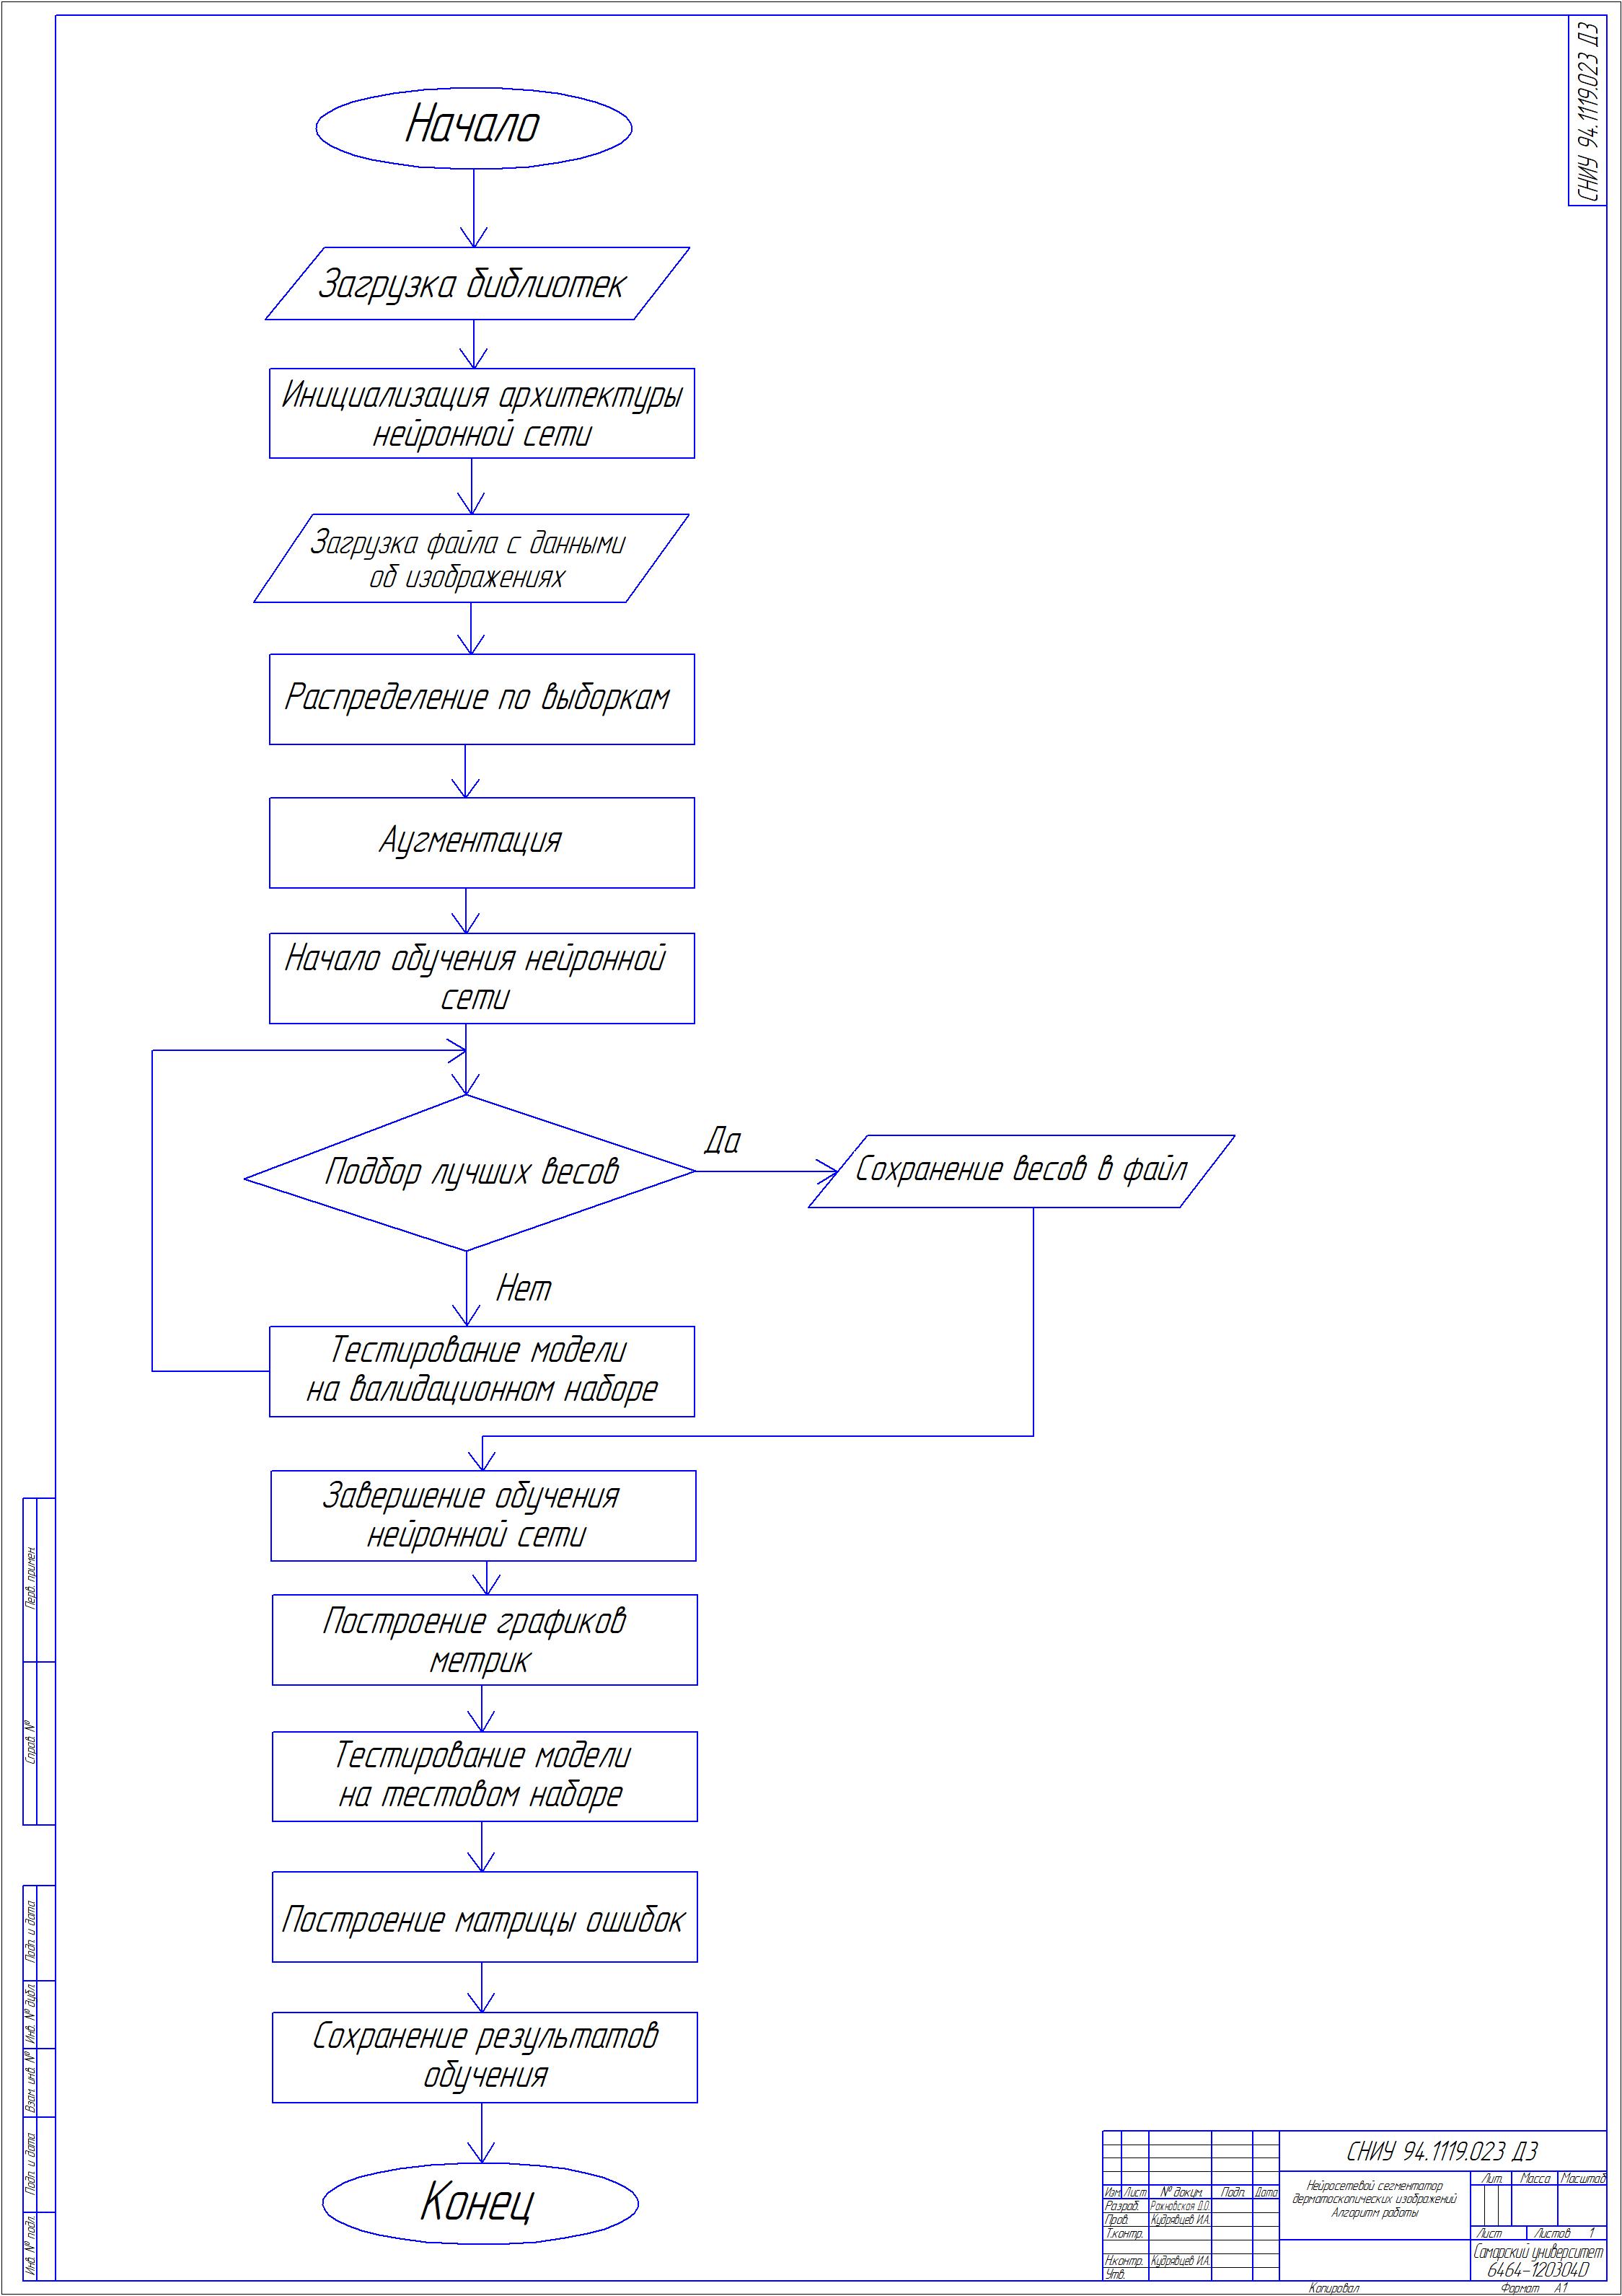 СНИУ 94.1119.023 Д3
Начало
Загрузка библиотек
Инициализация архитектуры
нейронной сети
Загрузка файла с данными
об изображениях
Распределение по выборкам
Аугментация
Начало обучения нейронной
сети
Подбор лучших весов
Да
Сохранение весов в файл
Нет
Тестирование модели
на валидационном наборе
Завершение обучения
нейронной сети
Построение графиков
метрик
Тестирование модели
на тестовом наборе
Построение матрицы ошибок
Сохранение результатов
обучения
Конец
Перв. примен.
Справ. №
Подп. и дата
Инв. № дубл.
Взам. инв. №
Подп. и дата
Инв. № подл.
СНИУ 94.1119.023 Д3
Нейросетевой сегментатор
дерматоскопических изображений
Алгоритм работы
Лит. Масса Масштаб
Изм. Лист № докум. Подп. Дата
Разраб. Рахновская Д.О.
Пров. Кудрявцев И.А.
Т.контр.
Лист Листов 1
Н.контр. Кудрявцев И.А.
Утв.
Самарский университет
6464-120304D
Копировал Формат А1